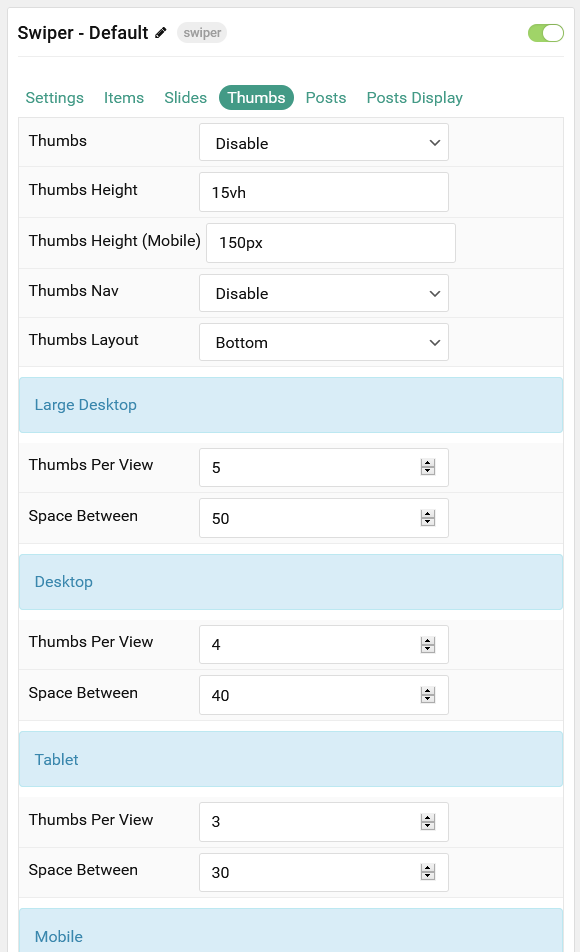 Swiper - Default swiper
Settings Items Slides Thumbs Posts Posts Display
Thumbs Disable
Thumbs Height 15vh
Thumbs Height (Mobile) 150px
Thumbs Nav Disable
Thumbs Layout Bottom
Large Desktop
Thumbs Per View 5
Space Between 50
Desktop
Thumbs Per View 4
Space Between 40
Tablet
Thumbs Per View 3
Space Between 30
Mobile